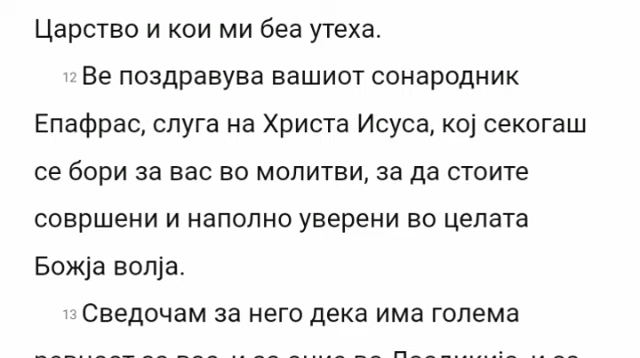 Царство и кои ми беа утеха.
12 Ве поздравува вашиот сонародник
Епафрас, слуга на Христа Исуса, кој секогаш
се бори за вас во молитви, за да стоите
совршени и наполно уверени во целата
Божја волја.
13 Сведочам за него дека има голема